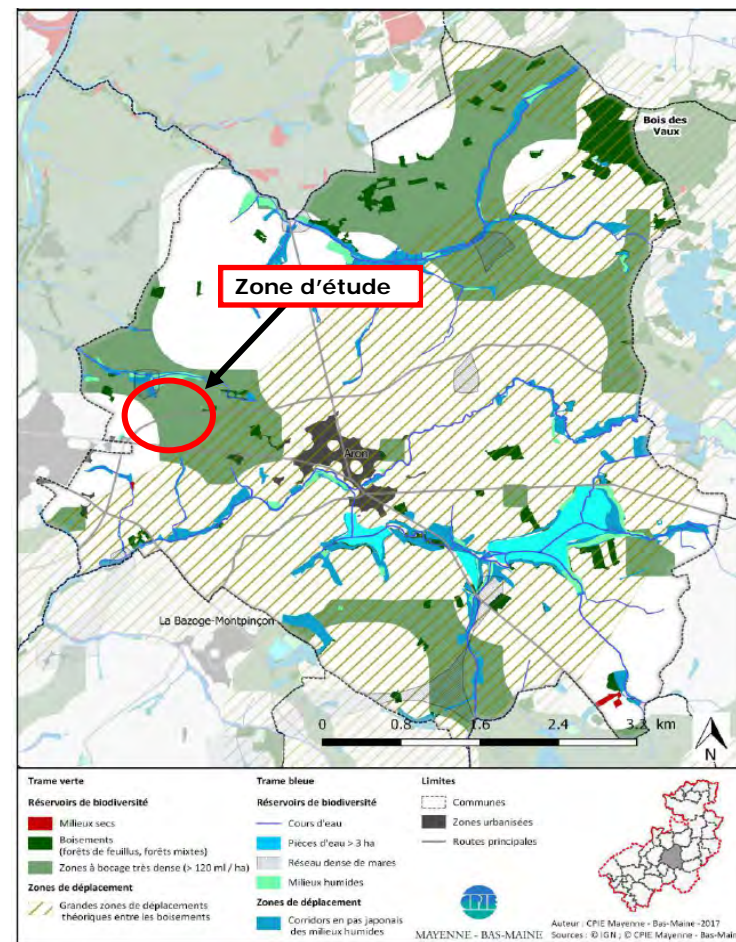 Bois des
Vaux
Zone d'étude
Aron
La Bazoge-Montpinçon
0 0.8 1.6 2.4 3.2 km
N
Trame verte
Réservoirs de biodiversité
Milieux secs
Boisements
(forêts de feuillus, forêts mixtes)
Zones à bocage très dense (> 120 ml / ha)
Zones de déplacement
Grandes zones de déplacements
théoriques entre les boisements
Trame bleue
Réservoirs de biodiversité
Cours d'eau
Pièces d'eau > 3 ha
Réseau dense de mares
Milieux humides
Zones de déplacement
Corridors en pas japonais
des milieux humides
Limites
Communes
Zones urbanisées
Routes principales
CPIE
MAYENNE - BAS-MAINE
Auteur : CPIE Mayenne - Bas-Maine -2017
Sources : © IGN ; © CPIE Mayenne - Bas-Main